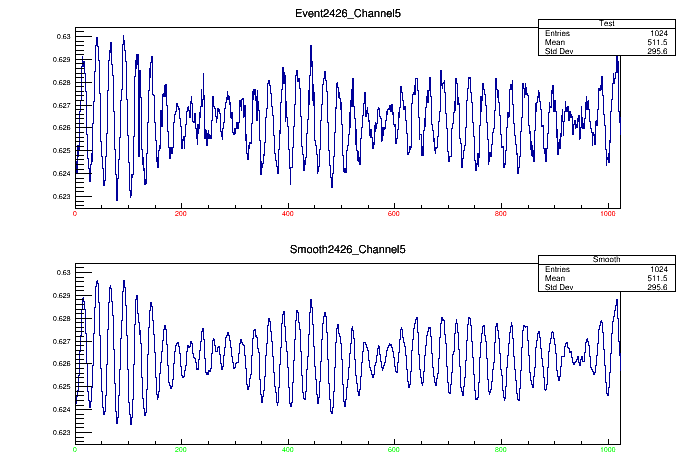 Event2426_Channel5
Test
Entries 1024
Mean 511.5
Std Dev 295.6
0.63
0.629
0.628
0.627
0.626
0.625
0.624
0.623
0 200 400 600 800 1000
Smooth2426_Channel5
Smooth
Entries 1024
Mean 511.5
Std Dev 295.6
0.63
0.629
0.628
0.627
0.626
0.625
0.624
0.623
0 200 400 600 800 1000